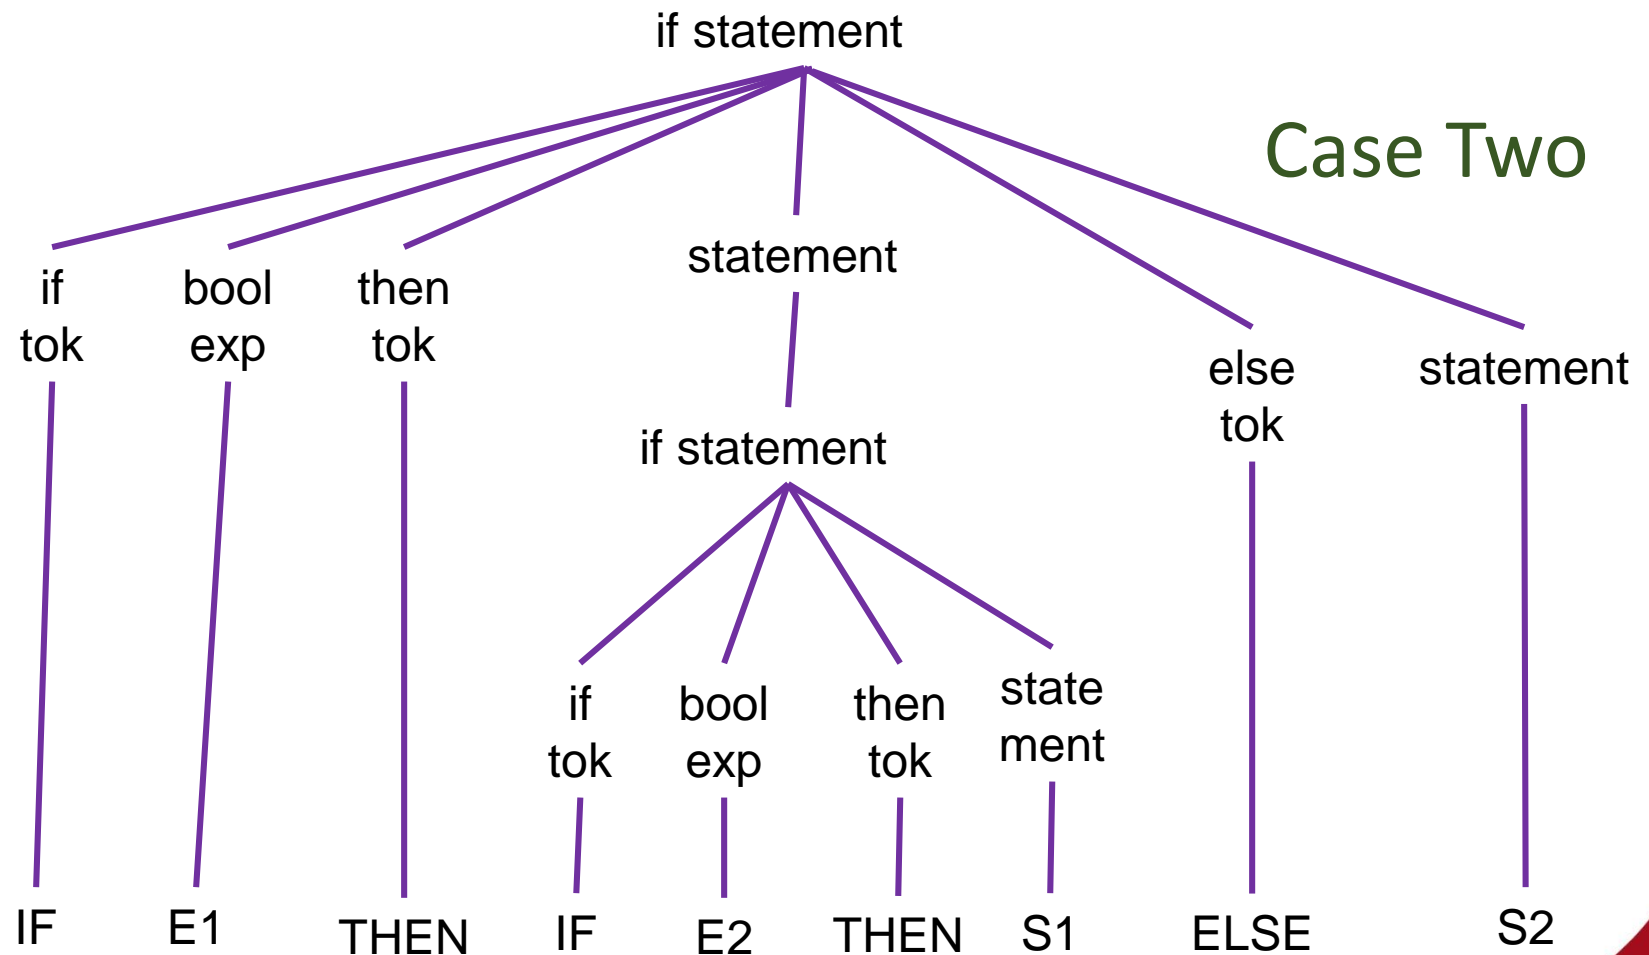 if statement
Case Two
if
tok
bool
exp
then
tok
statement
else
tok
statement
if statement
if
tok
bool
exp
then
tok
state
ment
IF E1 THEN IF E2 THEN S1 ELSE S2